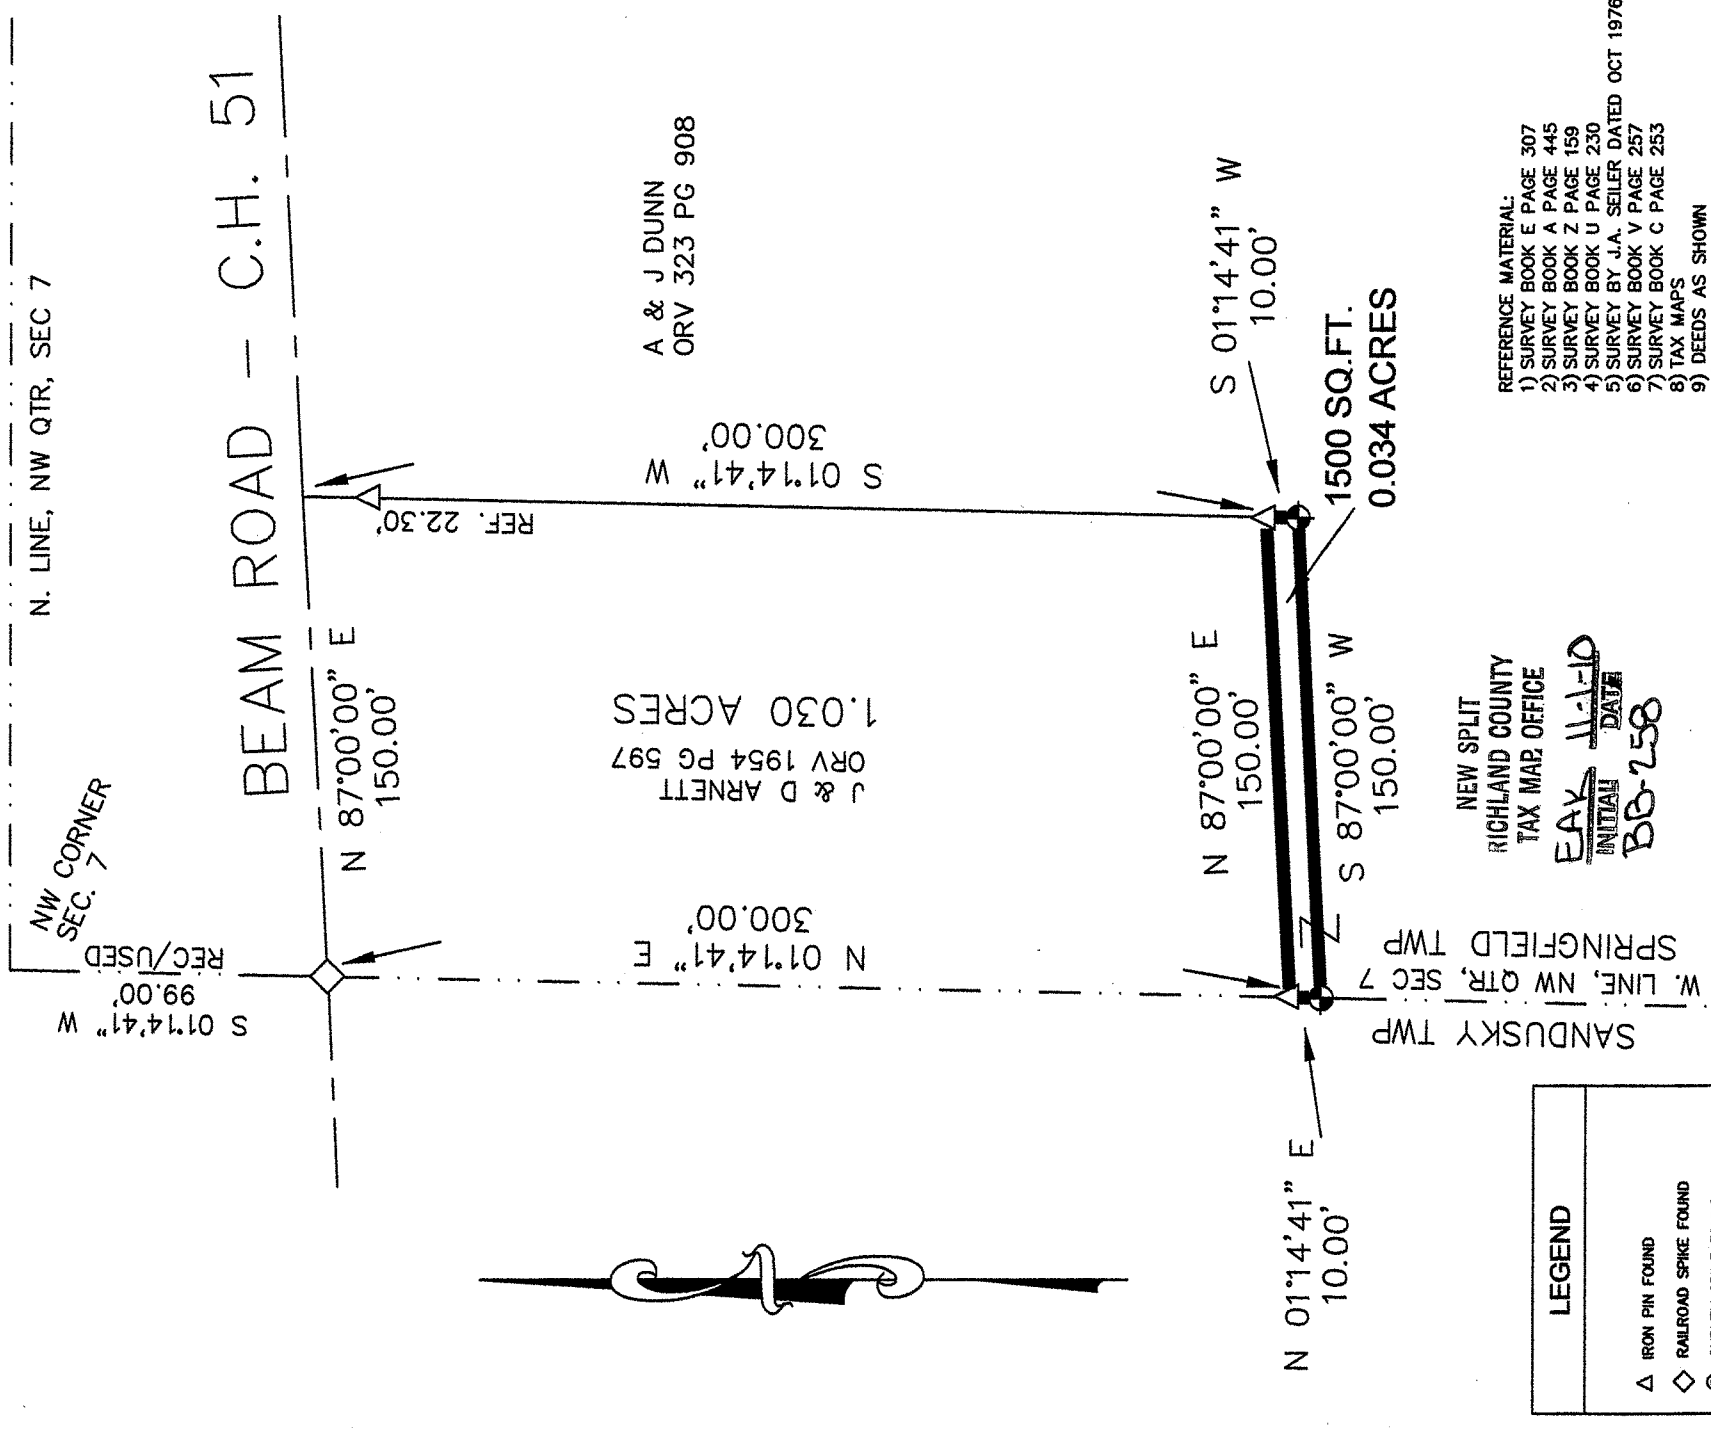 N. LINE, NW QTR, SEC 7
NW CORNER
SEC. 7
S 01°14'41" W
99.00'
REC/USED
BEAM ROAD - C.H. 51
N 87°00'00" E
150.00'
REF. 22.30'
S 01°14'41" W
300.00'
A & J DUNN
ORV 323 PG 908
J & D ARNETT
ORV 1954 PG 597
1.030 ACRES
N 01°14'41" E
300.00'
N 87°00'00" E
150.00'
S 87°00'00" W
150.00'
S 01°14'41" W
10.00'
1500 SQ.FT.
0.034 ACRES
N 01°14'41" E
10.00'
SANDUSKY TWP
W. LINE, NW QTR, SEC 7
SPRINGFIELD TWP
NEW SPLIT
RICHLAND COUNTY
TAX MAP OFFICE
EAK 11-1-10
INITIAL DATE
BB-258
REFERENCE MATERIAL:
1) SURVEY BOOK E PAGE 307
2) SURVEY BOOK A PAGE 445
3) SURVEY BOOK Z PAGE 159
4) SURVEY BOOK U PAGE 230
5) SURVEY BY J.A. SEILER DATED OCT 1976
6) SURVEY BOOK V PAGE 257
7) SURVEY BOOK C PAGE 253
8) TAX MAPS
9) DEEDS AS SHOWN
LEGEND
IRON PIN FOUND
RAILROAD SPIKE FOUND